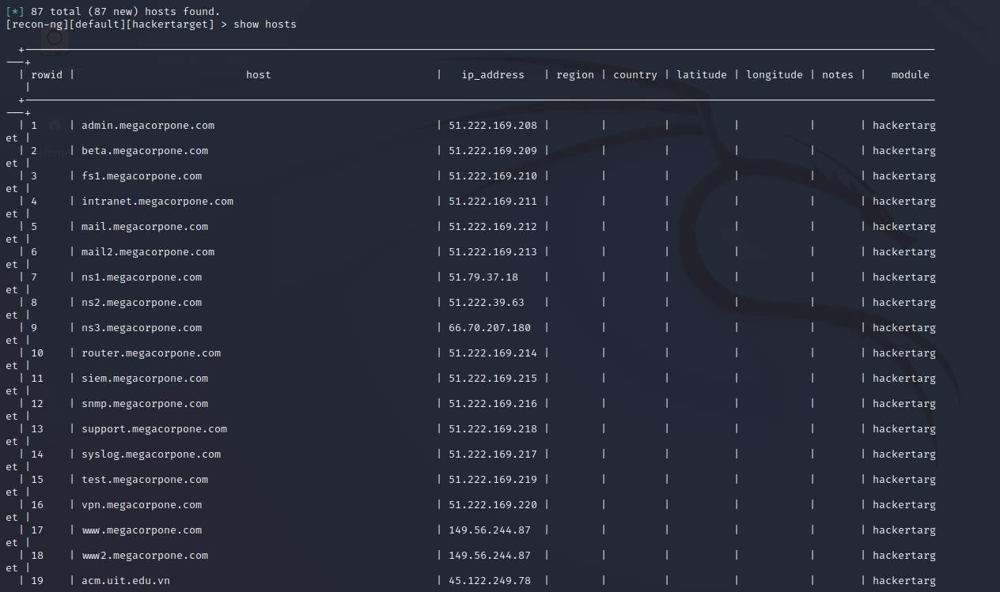 [*] 87 total (87 new) hosts found.
[recon-ng][default][hackertarget] > show hosts
+---------------------------------------------------------------------------------------------
---+
| rowid | host | ip_address | region | country | latitude | longitude | notes | module
|
+---------------------------------------------------------------------------------------------
---+
| 1 | admin.megacorpone.com | 51.222.169.208 | | | | | | hackertarg
et |
| 2 | beta.megacorpone.com | 51.222.169.209 | | | | | | hackertarg
et |
| 3 | fs1.megacorpone.com | 51.222.169.210 | | | | | | hackertarg
et |
| 4 | intranet.megacorpone.com | 51.222.169.211 | | | | | | hackertarg
et |
| 5 | mail.megacorpone.com | 51.222.169.212 | | | | | | hackertarg
et |
| 6 | mail2.megacorpone.com | 51.222.169.213 | | | | | | hackertarg
et |
| 7 | ns1.megacorpone.com | 51.79.37.18 | | | | | | hackertarg
et |
| 8 | ns2.megacorpone.com | 51.222.39.63 | | | | | | hackertarg
et |
| 9 | ns3.megacorpone.com | 66.70.207.180 | | | | | | hackertarg
et |
| 10 | router.megacorpone.com | 51.222.169.214 | | | | | | hackertarg
et |
| 11 | siem.megacorpone.com | 51.222.169.215 | | | | | | hackertarg
et |
| 12 | snmp.megacorpone.com | 51.222.169.216 | | | | | | hackertarg
et |
| 13 | support.megacorpone.com | 51.222.169.218 | | | | | | hackertarg
et |
| 14 | syslog.megacorpone.com | 51.222.169.217 | | | | | | hackertarg
et |
| 15 | test.megacorpone.com | 51.222.169.219 | | | | | | hackertarg
et |
| 16 | vpn.megacorpone.com | 51.222.169.220 | | | | | | hackertarg
et |
| 17 | www.megacorpone.com | 149.56.244.87 | | | | | | hackertarg
et |
| 18 | www2.megacorpone.com | 149.56.244.87 | | | | | | hackertarg
et |
| 19 | acm.uit.edu.vn | 45.122.249.78 | | | | | | hackertarg
Home